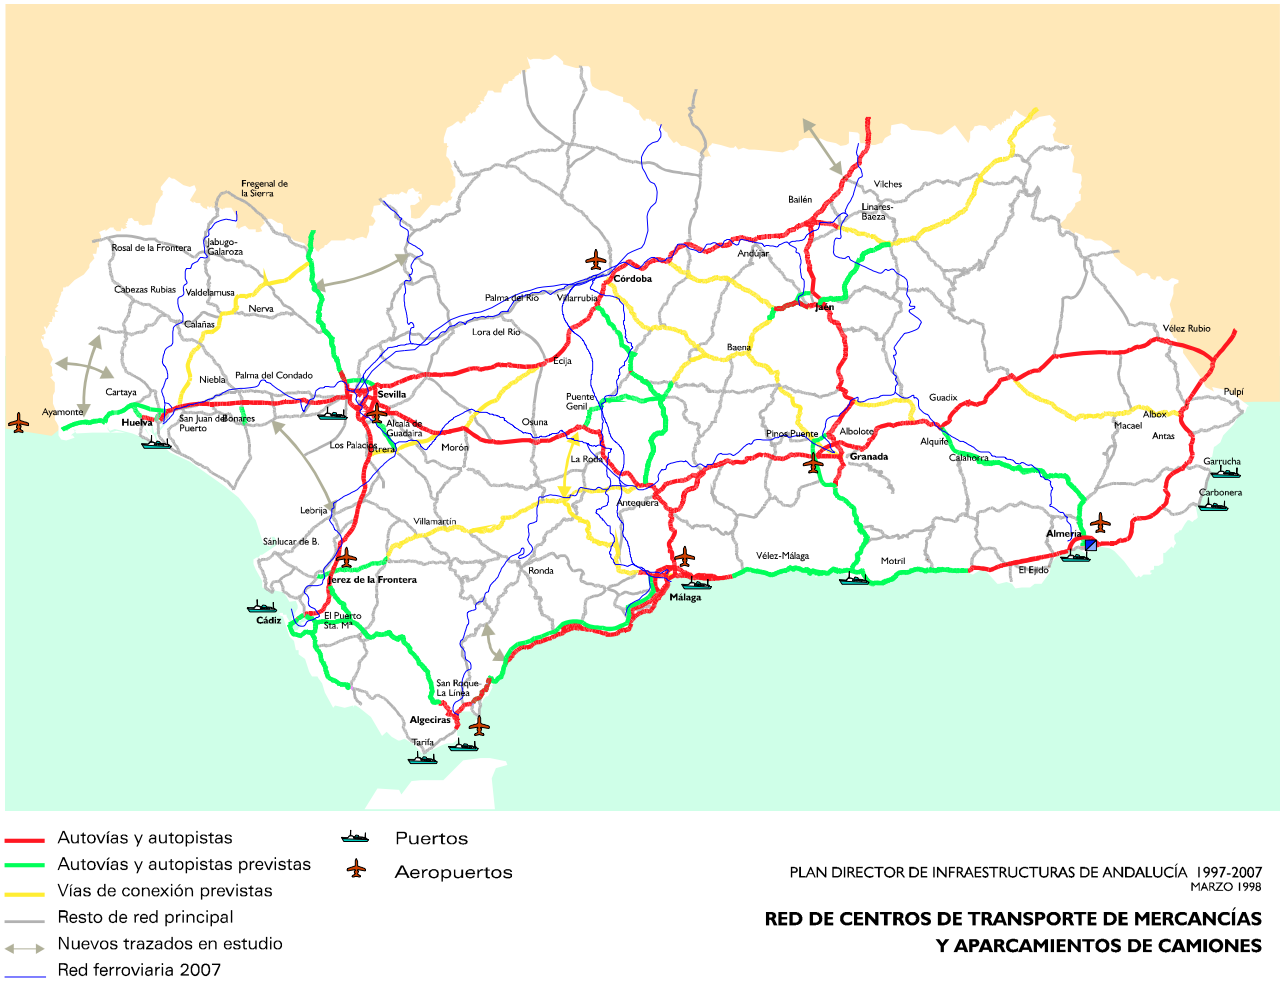 Fregenal de
la Sierra
Vilches
Bailén
Linares-
Baeza
Rosal de la Frontera
Jabugo-
Galaroza
Andújar
Córdoba
Cabezas Rubias
Valdelamusa
Palma del Río
Villarrubia
Nerva
Jaén
Calañas
Lora del Rio
Vélez Rubio
Baena
Ecija
Niebla
Palma del Condado
Cartaya
Sevilla
Puente
Genil
Guadix
Pulpí
Ayamonte
Huelva
San Juan del
Puerto
Bonares
Alcalá de
Guadaira
Osuna
Albox
Macael
Antas
Los Palacios
Utrera
Morón
Pinos Puente
Albolote
Alquife
Granada
Calahorra
La Roda
Garrucha
Carbonera
Antequera
Lebrija
Villamartín
Sanlucar de B.
Almería
Ronda
Vélez-Málaga
Motril
El Ejido
Jerez de la Frontera
Málaga
Cádiz
El Puerto
Sta. Mª
San Roque-
La Línea
Algeciras
Tarifa
Autovías y autopistas
Autovías y autopistas previstas
Vías de conexión previstas
Resto de red principal
Nuevos trazados en estudio
Red ferroviaria 2007
Puertos
Aeropuertos
PLAN DIRECTOR DE INFRAESTRUCTURAS DE ANDALUCÍA 1997-2007
MARZO 1998
RED DE CENTROS DE TRANSPORTE DE MERCANCÍAS
Y APARCAMIENTOS DE CAMIONES